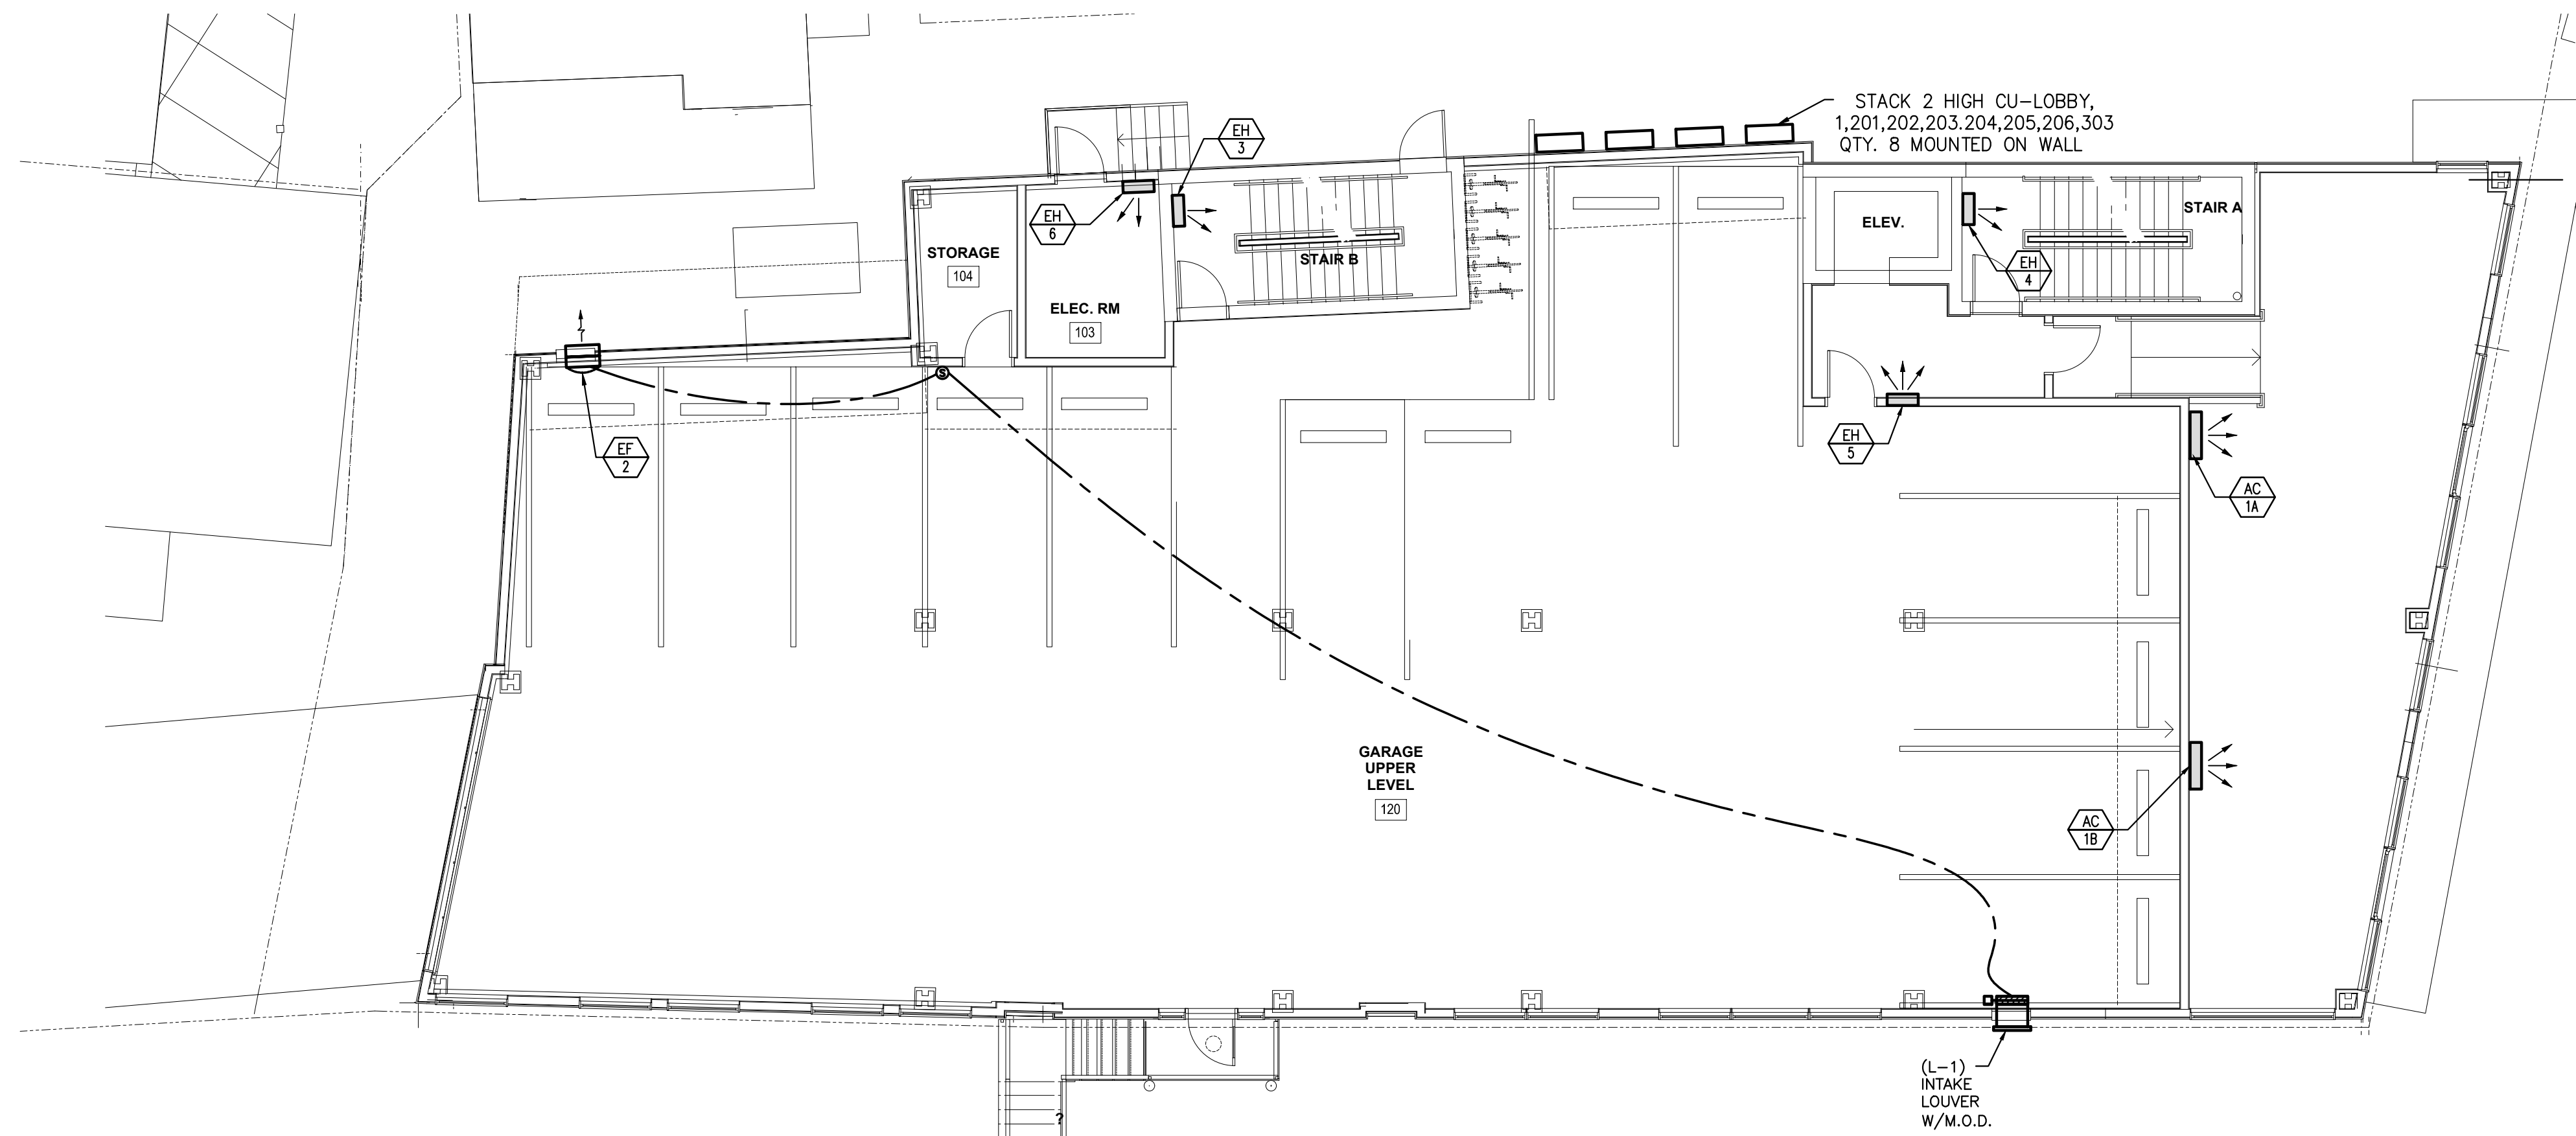 STACK 2 HIGH CU-LOBBY,
1,201,202,203.204,205,206,303
QTY. 8 MOUNTED ON WALL
EH
3
EH
6
STORAGE
104
ELEC. RM
103
STAIR B
ELEV.
STAIR A
EH
4
S
EF
2
EH
5
AC
1A
GARAGE
UPPER
LEVEL
120
AC
1B
(L-1)
INTAKE
LOUVER
W/M.O.D.
?